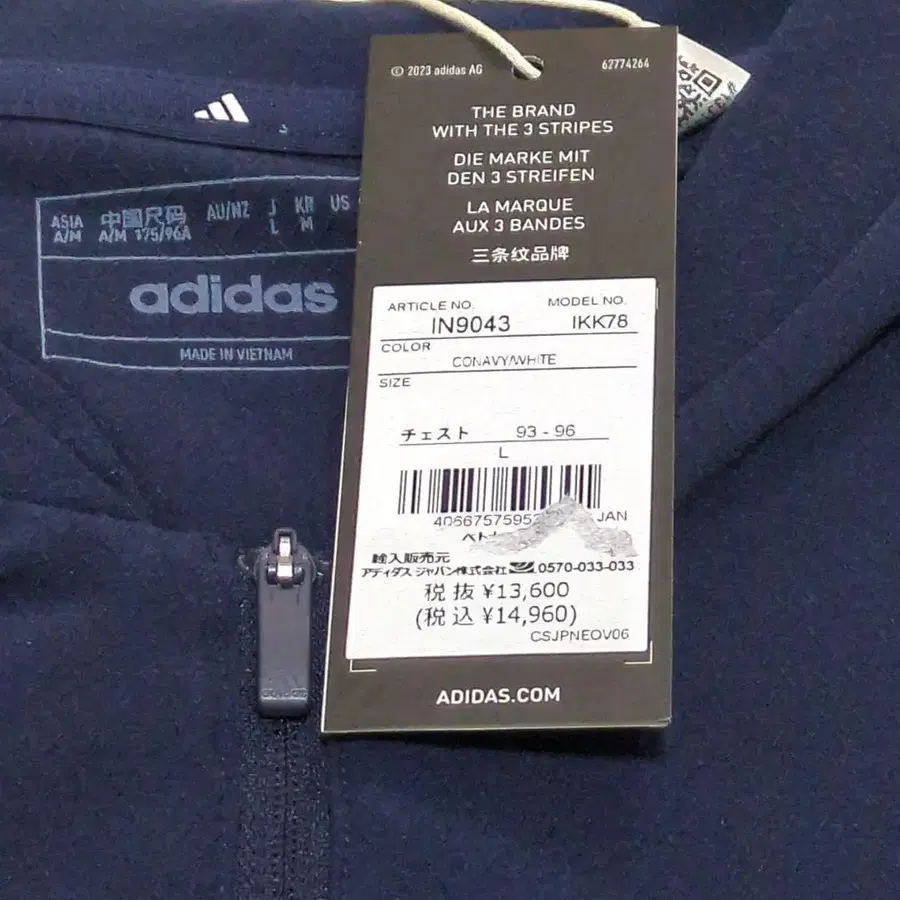 © 2023 adidas AG 62774264
THE BRAND
WITH THE 3 STRIPES
DIE MARKE MIT
DEN 3 STREIFEN
LA MARQUE
AUX 3 BANDES
三条纹品牌
ARTICLE NO. MODEL NO.
IN9043 IKK78
COLOR
CONAVY/WHITE
SIZE
チェスト 93 - 96
L
JAN
輸入販売元
アディダス ジャパン株式会社 0570-033-033
税 抜 ¥13,600
(税 込 ¥14,960)
CSJPNEOV06
ADIDAS.COM
ASIA 中国尺码 AU/NZ J KR US
A/M A/M 175/96A L M
adidas
MADE IN VIETNAM